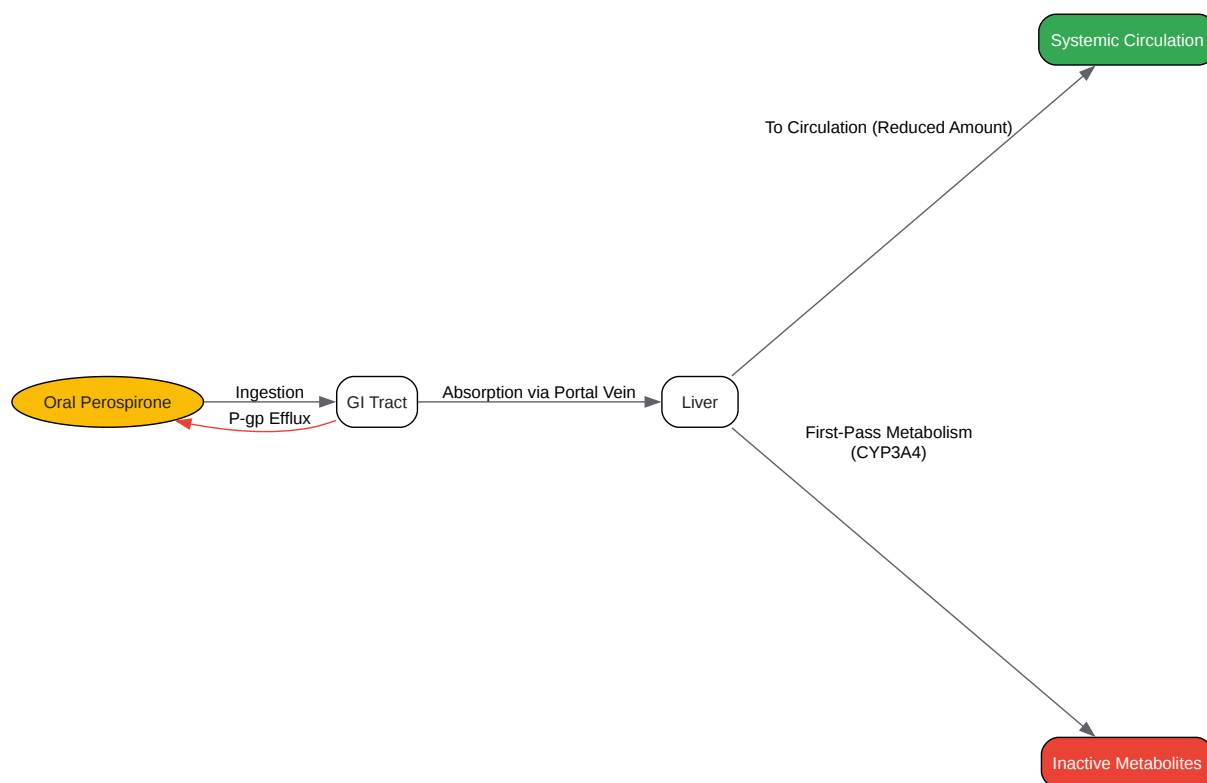 Systemic Circulation
To Circulation (Reduced Amount)
Oral Perospirone
Ingestion
P-gp Efflux
GI Tract
Absorption via Portal Vein
Liver
First-Pass Metabolism
(CYP3A4)
Inactive Metabolites